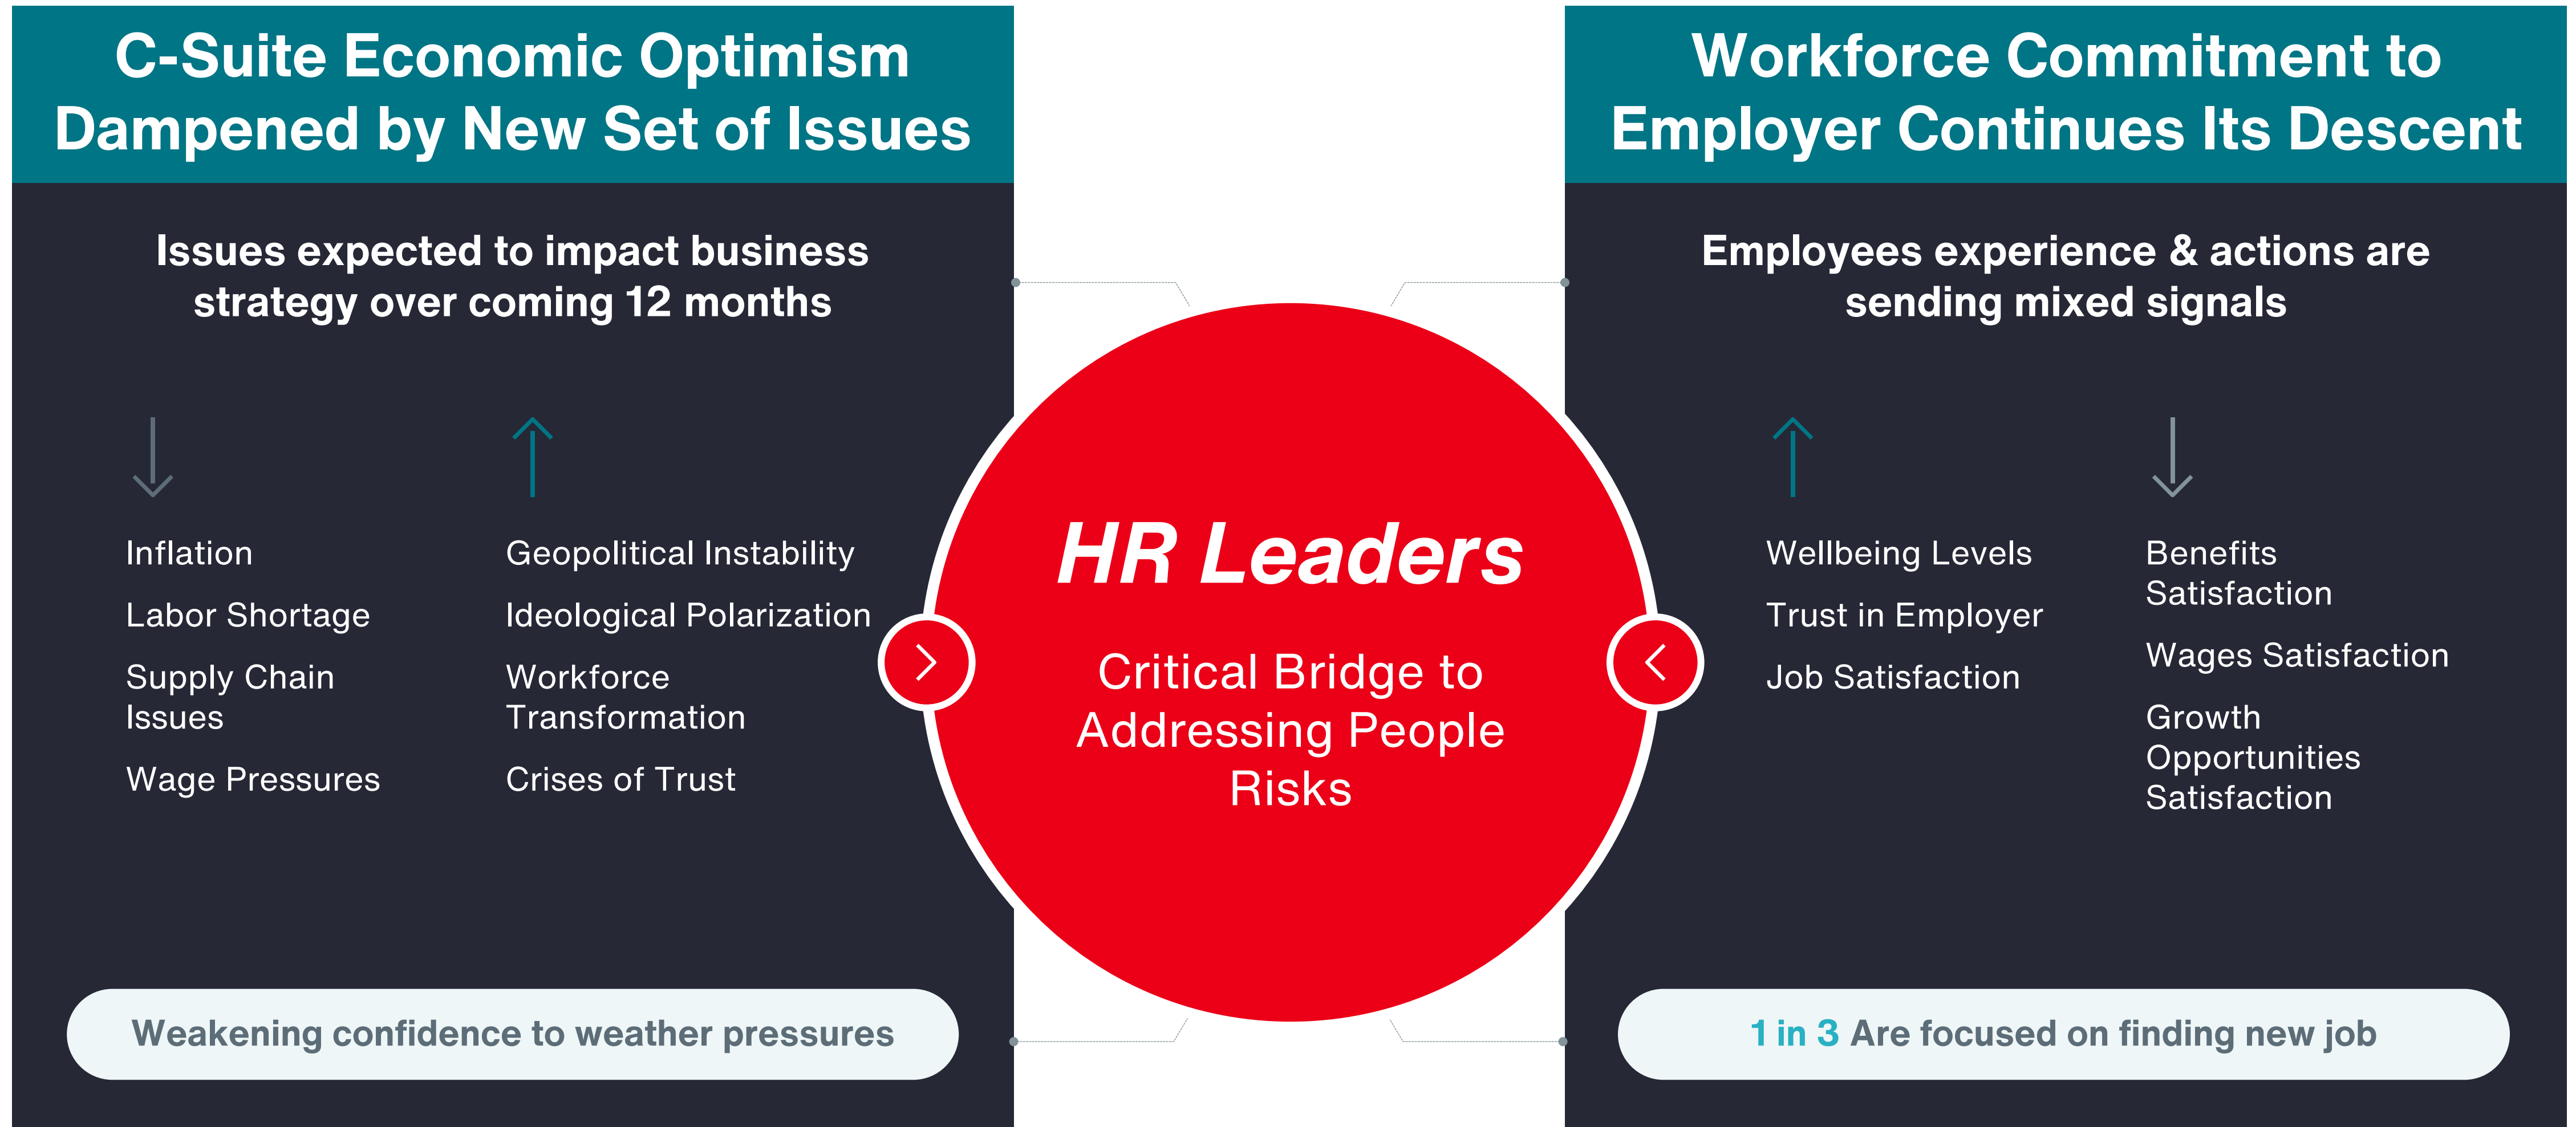 C-Suite Economic Optimism
Dampened by New Set of Issues
Issues expected to impact business
strategy over coming 12 months
Inflation
Labor Shortage
Supply Chain
Issues
Wage Pressures
Geopolitical Instability
Ideological Polarization
Workforce
Transformation
Crises of Trust
Weakening confidence to weather pressures
HR Leaders
Critical Bridge to
Addressing People
Risks
Workforce Commitment to
Employer Continues Its Descent
Employees experience & actions are
sending mixed signals
Wellbeing Levels
Trust in Employer
Job Satisfaction
Benefits
Satisfaction
Wages Satisfaction
Growth
Opportunities
Satisfaction
1 in 3 Are focused on finding new job